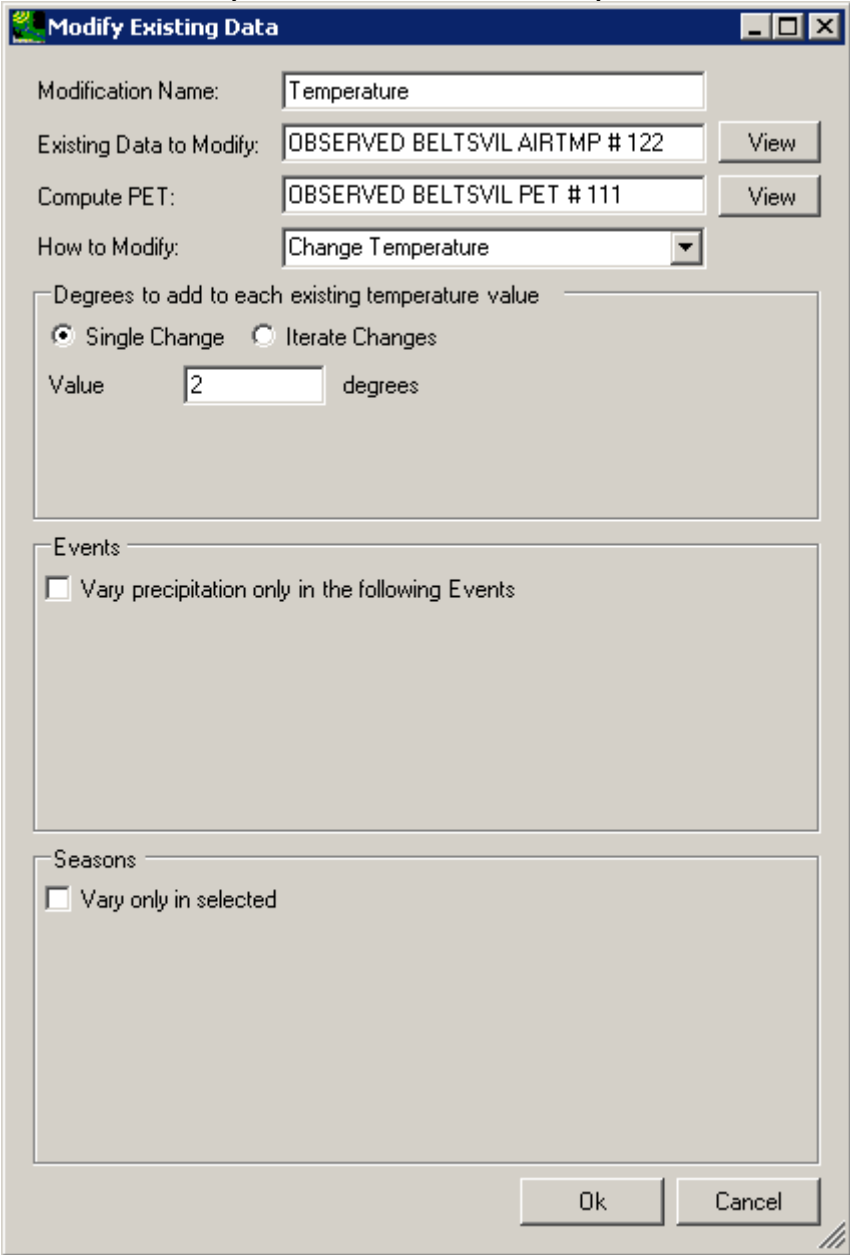 Modify Existing Data
Modification Name: Temperature
Existing Data to Modify: OBSERVED BELTSVIL AIRTMP # 122 View
Compute PET: OBSERVED BELTSVIL PET # 111 View
How to Modify: Change Temperature
Degrees to add to each existing temperature value
Single Change Iterate Changes
Value 2 degrees
Events
Vary precipitation only in the following Events
Seasons
Vary only in selected
Ok Cancel